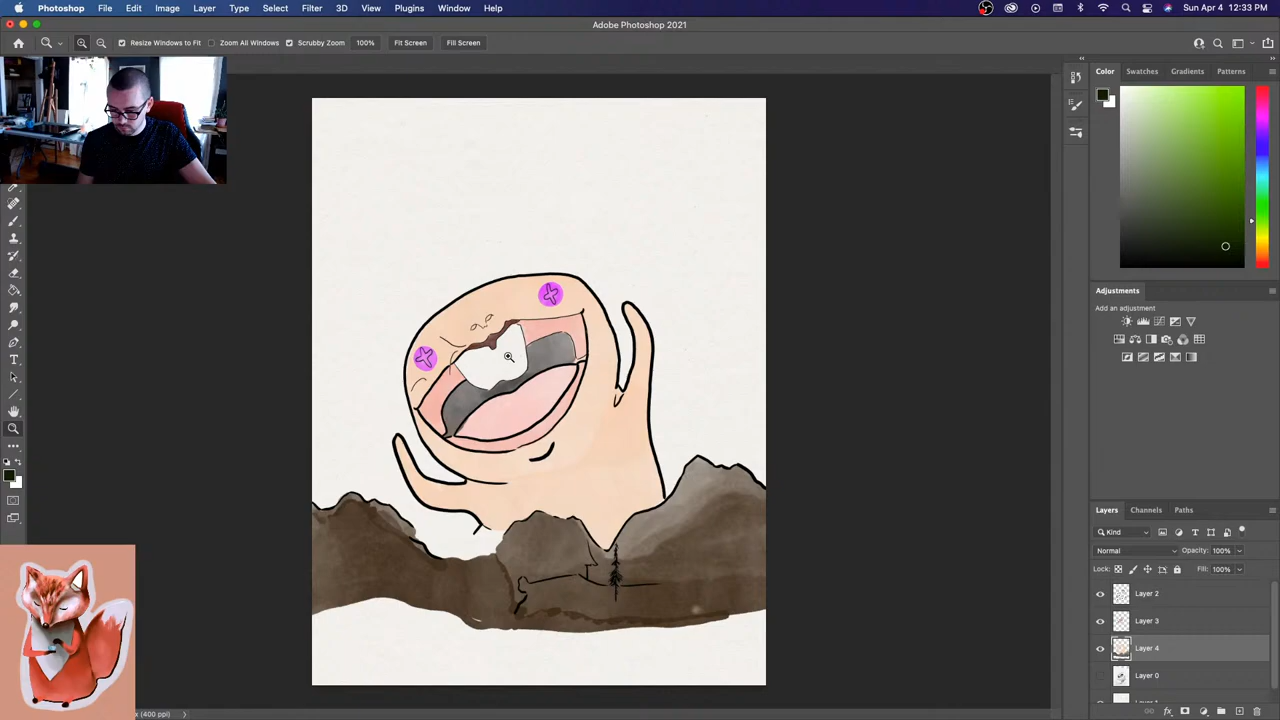 Photoshop File Edit Image Layer Type Select Filter 3D View Plugins Window Help Sun Apr 4 12:33 PM
Adobe Photoshop 2021
Resize Windows to Fit Zoom All Windows Scrubby Zoom 100% Fit Screen Fill Screen
Color Swatches Gradients Patterns
Adjustments
Add an adjustment
Layers Channels Paths
Kind
Normal Opacity: 100%
Lock: Fill: 100%
Layer 2
Layer 3
Layer 4
Layer 0
(400 ppi)